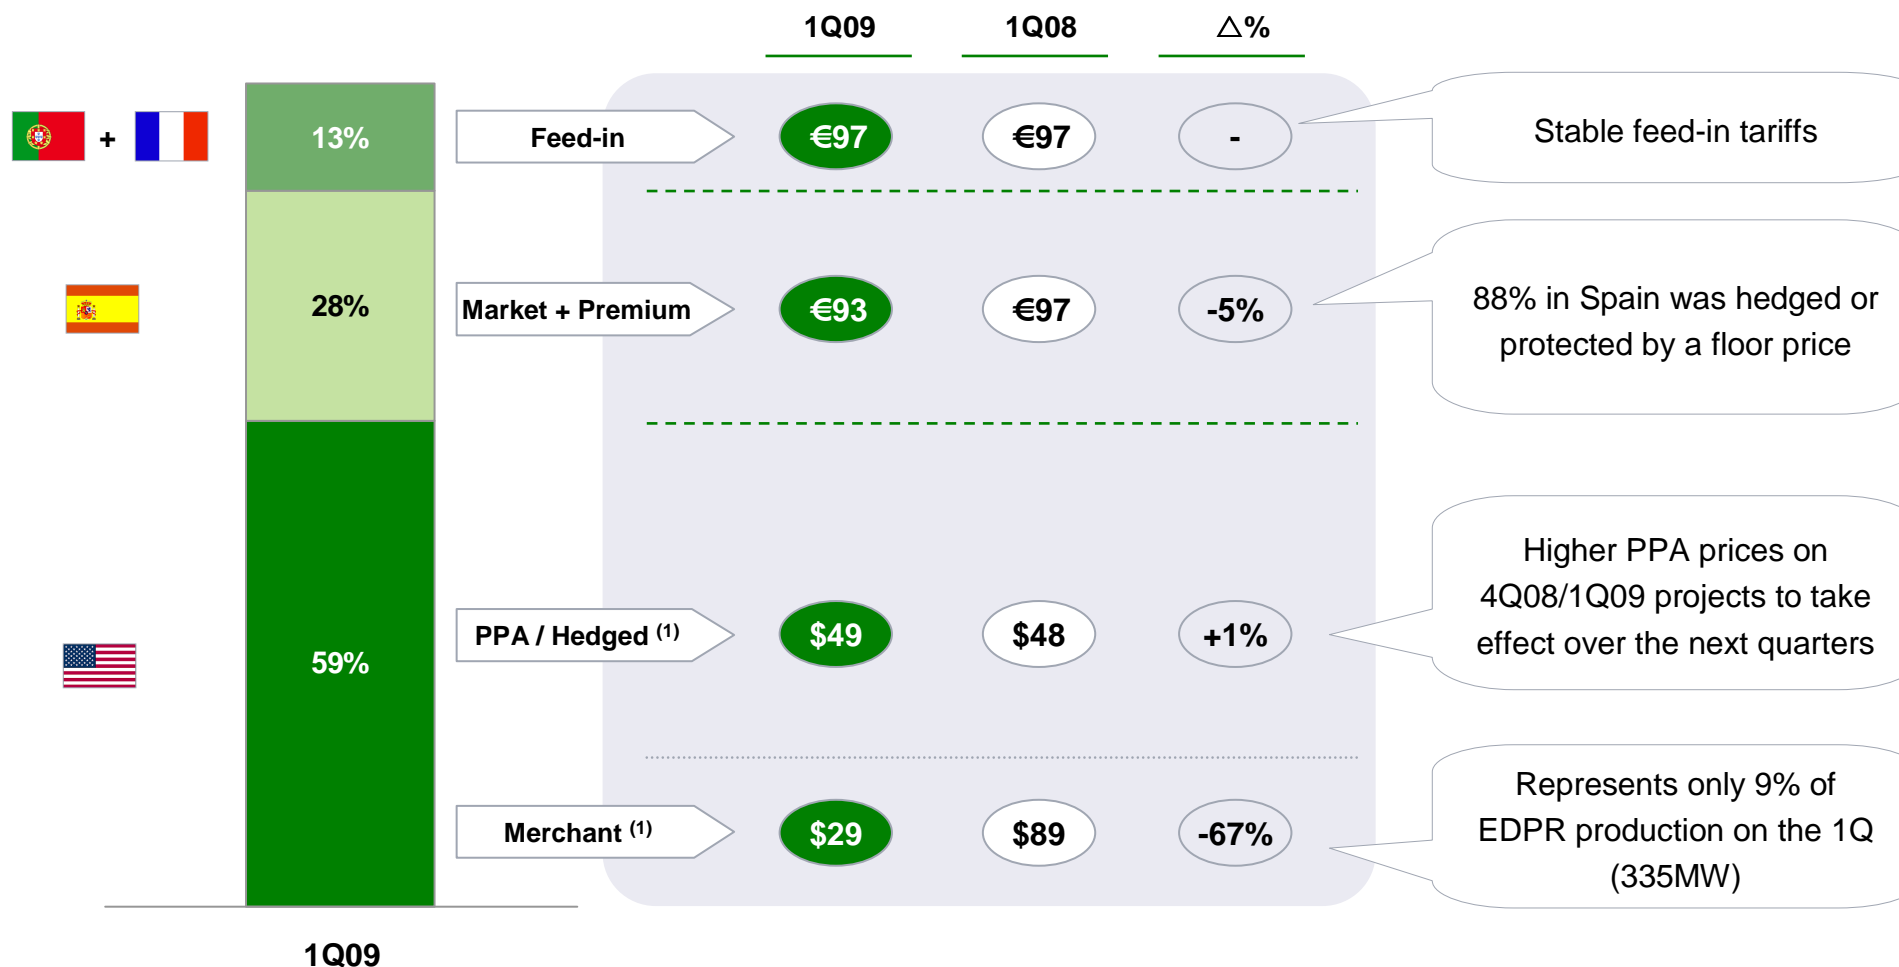 1Q09 1Q08 △%
+ 13% Feed-in €97 €97 - Stable feed-in tariffs
28% Market + Premium €93 €97 -5%
88% in Spain was hedged or
protected by a floor price
59% PPA / Hedged (1) $49 $48 +1%
Higher PPA prices on
4Q08/1Q09 projects to take
effect over the next quarters
Merchant (1) $29 $89 -67%
Represents only 9% of
EDPR production on the 1Q
(335MW)
1Q09